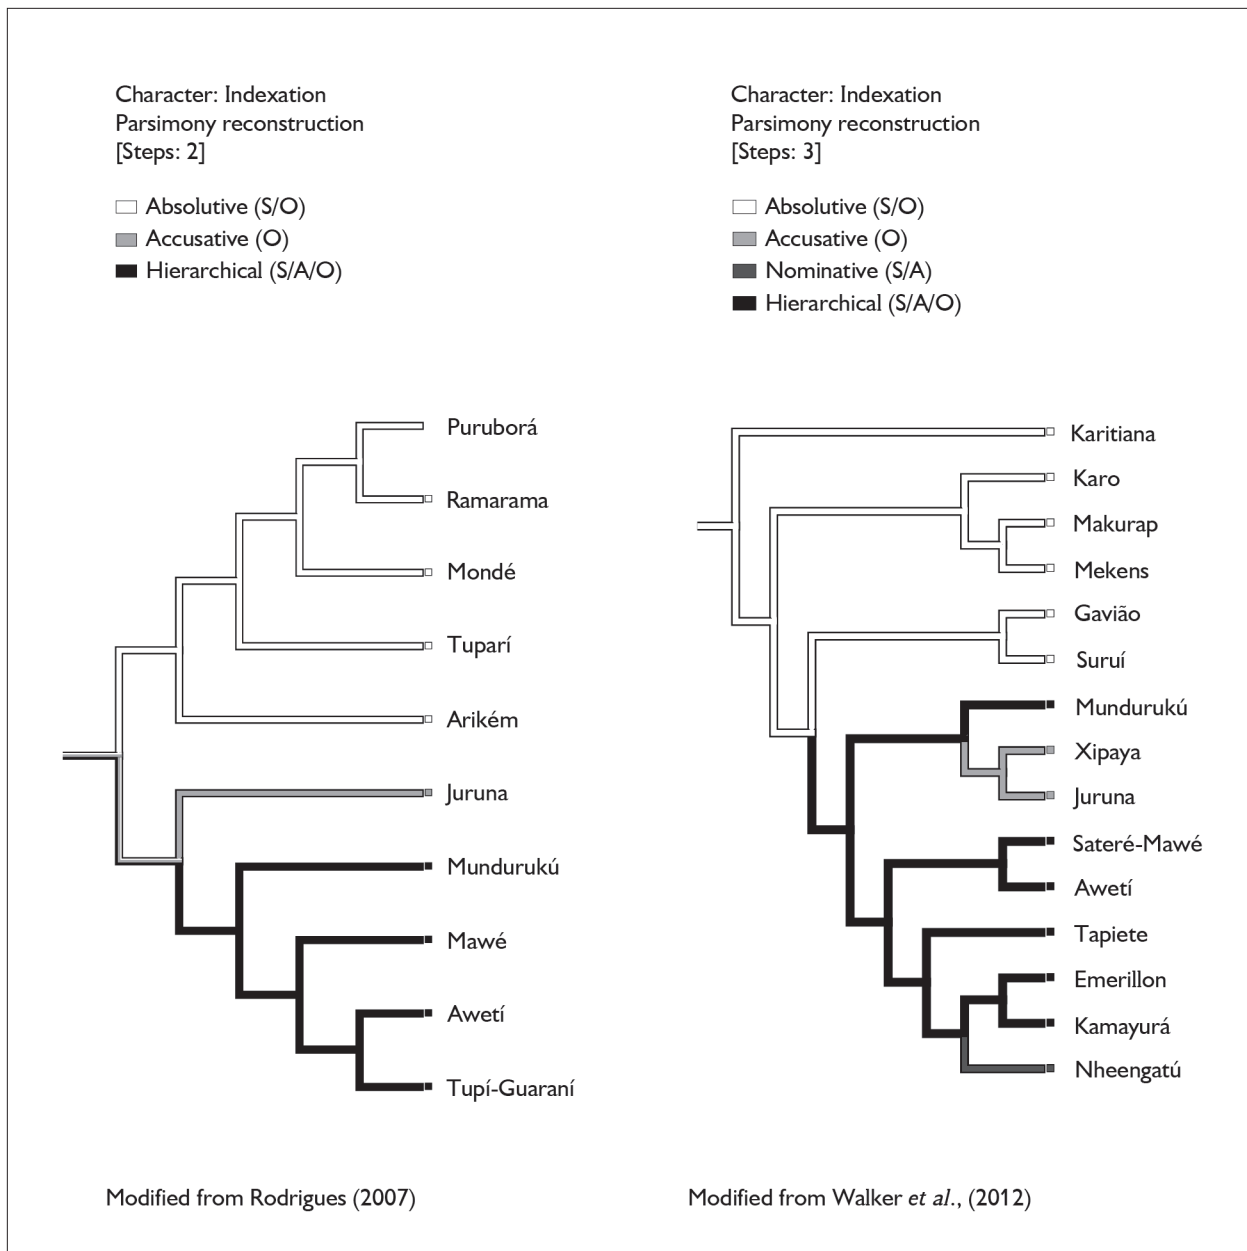 Character: Indexation
Parsimony reconstruction
[Steps: 2]
Absolutive (S/O)
Accusative (O)
Hierarchical (S/A/O)
Puruborá
Ramarama
Mondé
Tuparí
Arikém
Juruna
Mundurukú
Mawé
Awetí
Tupí-Guaraní
Modified from Rodrigues (2007)
Character: Indexation
Parsimony reconstruction
[Steps: 3]
Absolutive (S/O)
Accusative (O)
Nominative (S/A)
Hierarchical (S/A/O)
Karitiana
Karo
Makurap
Mekens
Gavião
Suruí
Mundurukú
Xipaya
Juruna
Sateré-Mawé
Awetí
Tapiete
Emerillon
Kamayurá
Nheengatú
Modified from Walker et al., (2012)